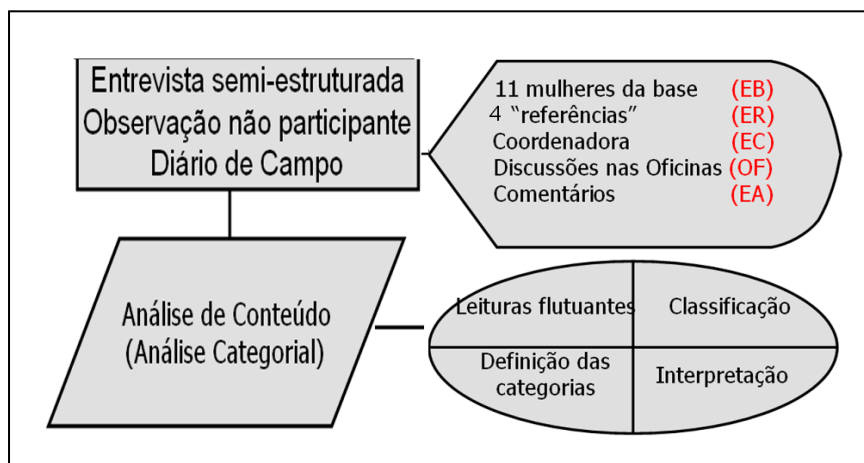 Entrevista semi-estruturada
Observação não participante
Diário de Campo
11 mulheres da base (EB)
4 “referências” (ER)
Coordenadora (EC)
Discussões nas Oficinas (OF)
Comentários (EA)
Análise de Conteúdo
(Análise Categorial)
Leituras flutuantes
Classificação
Definição das
categorias
Interpretação